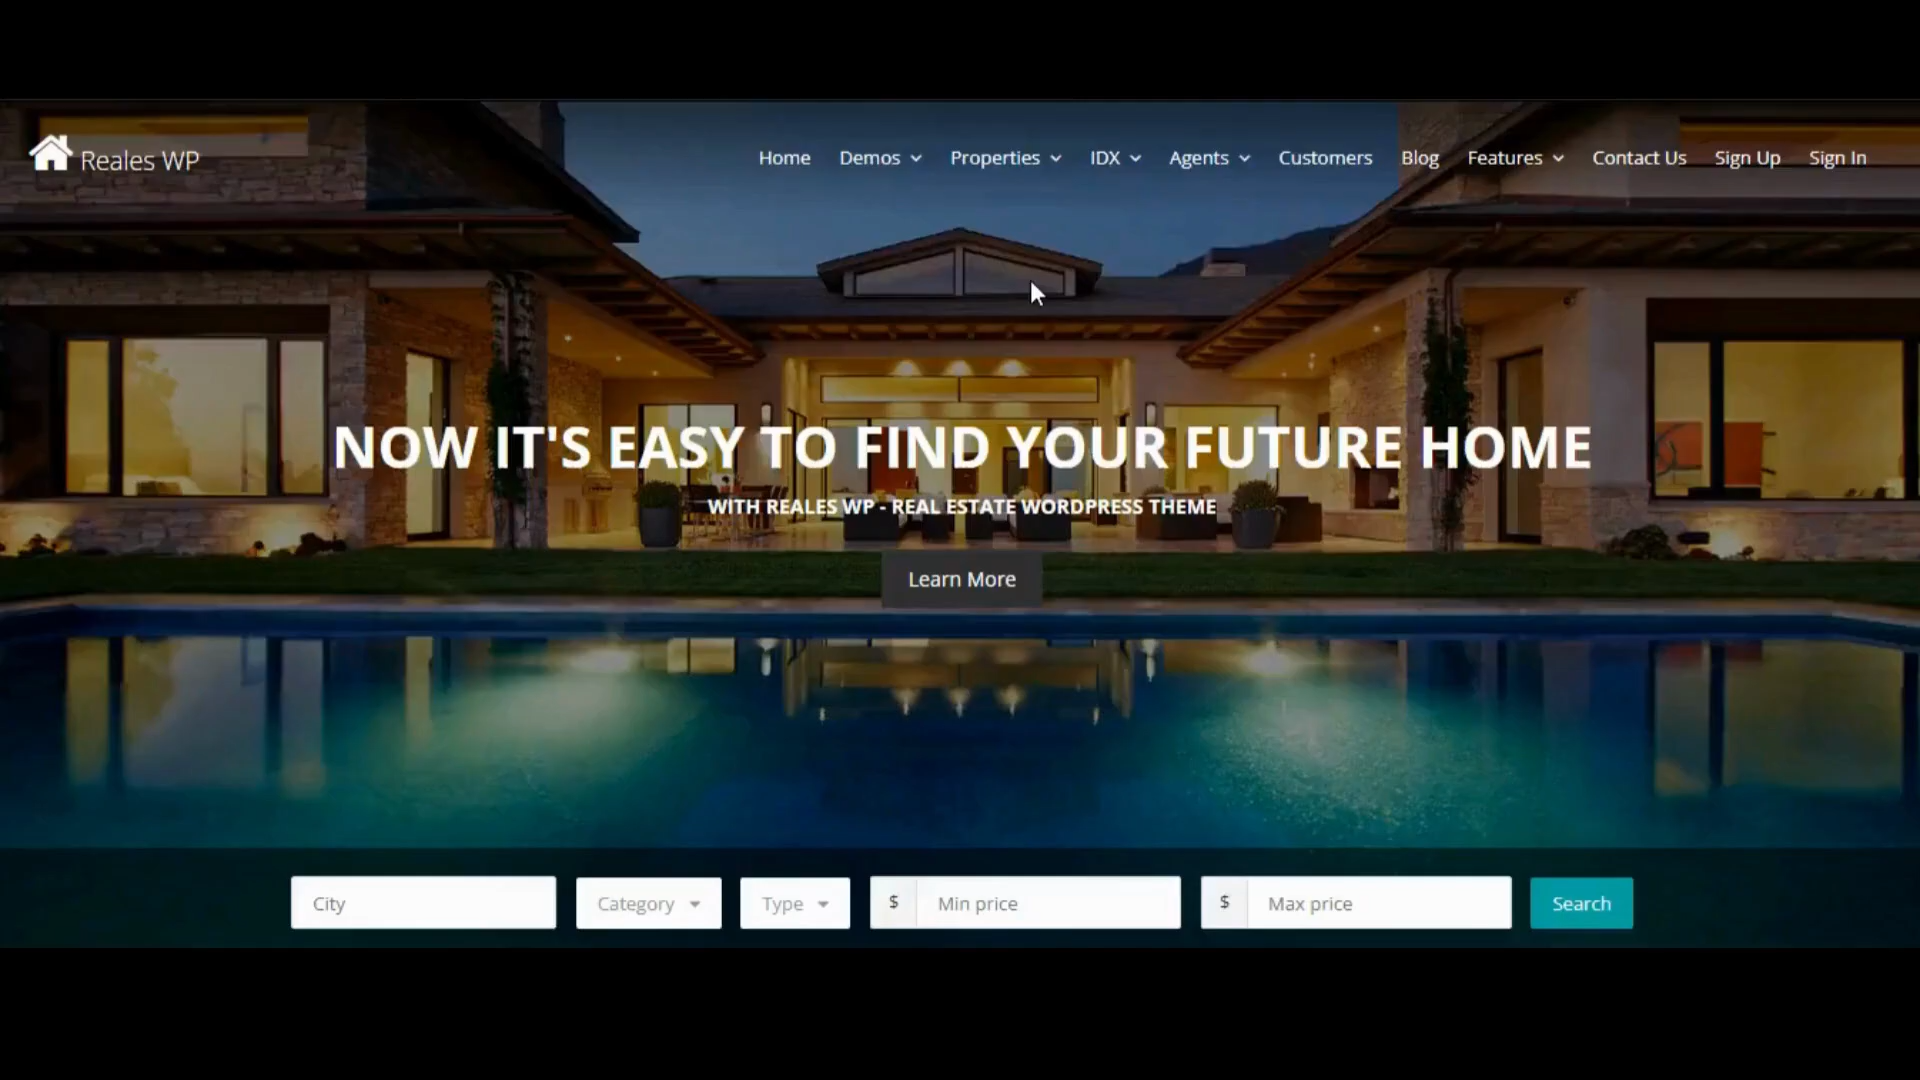 Reales WP
Home Demos Properties IDX Agents Customers Blog Features Contact Us Sign Up Sign In
NOW IT'S EASY TO FIND YOUR FUTURE HOME
WITH REALES WP - REAL ESTATE WORDPRESS THEME
Learn More
City Category Type $ Min price $ Max price Search